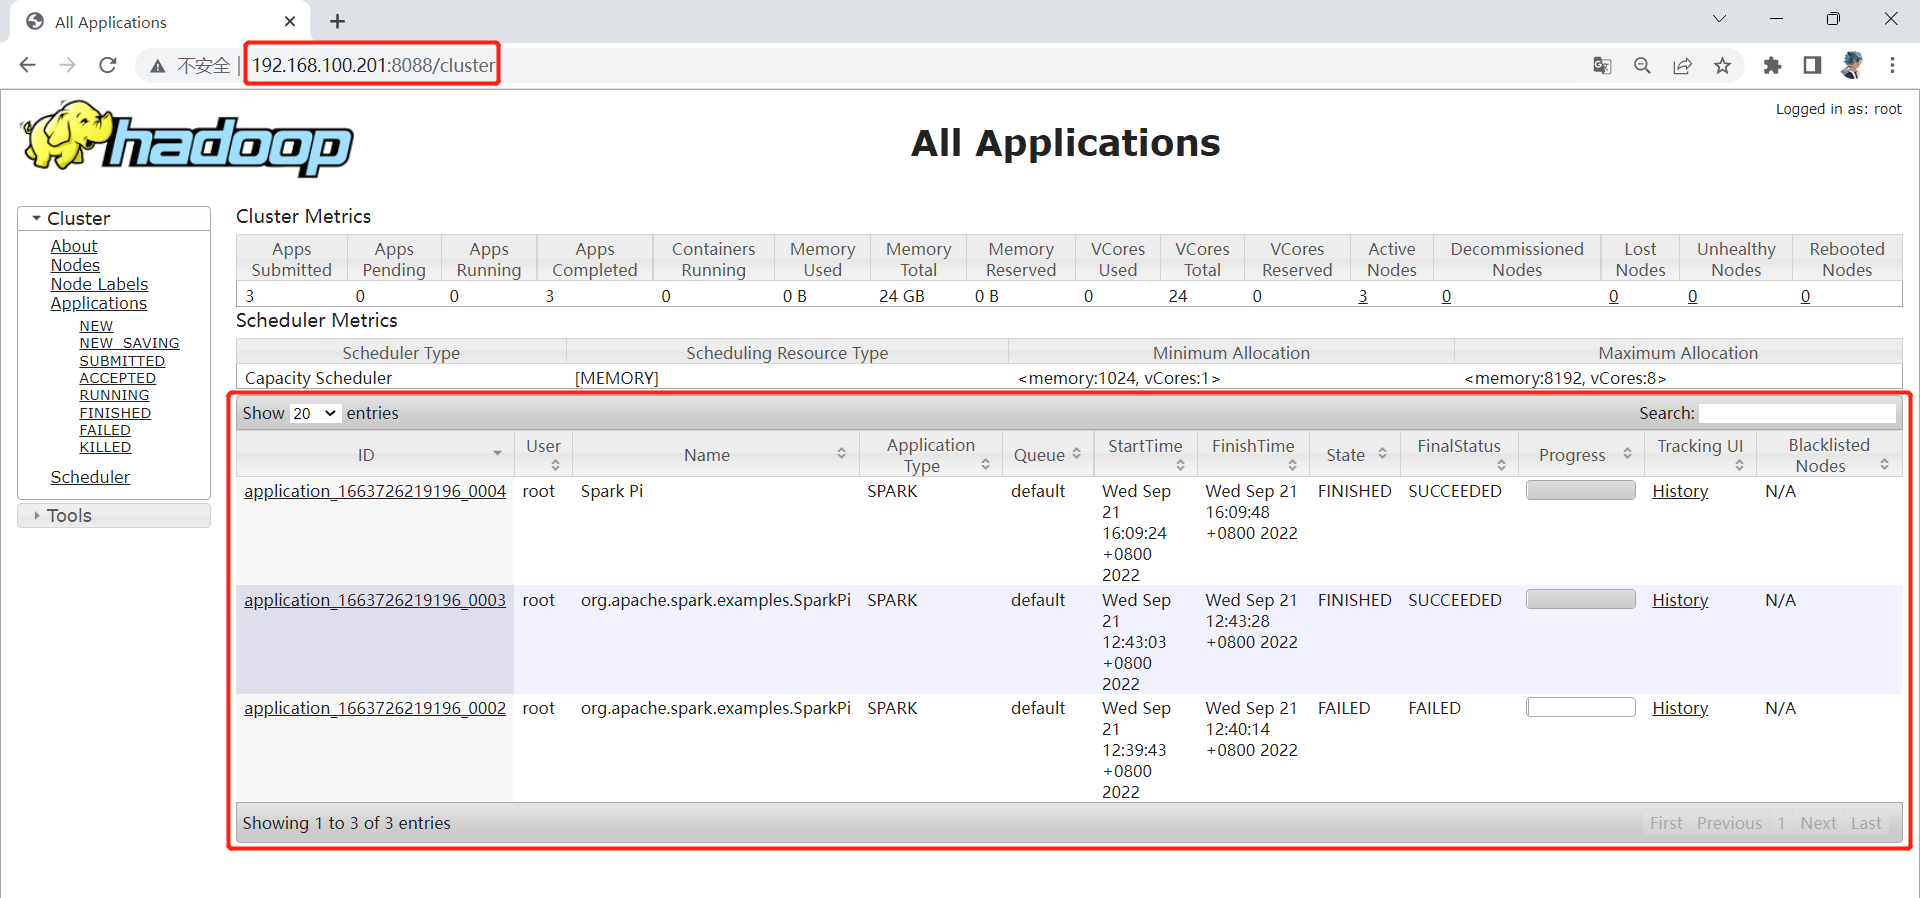 All Applications
不安全
192.168.100.201:8088/cluster
Logged in as: root
hadoop
All Applications
Cluster
About
Nodes
Node Labels
Applications
NEW
NEW_SAVING
SUBMITTED
ACCEPTED
RUNNING
FINISHED
FAILED
KILLED
Scheduler
Tools
Cluster Metrics
Apps Submitted Apps Pending Apps Running Apps Completed Containers Running Memory Used Memory Total Memory Reserved VCores Used VCores Total VCores Reserved Active Nodes Decommissioned Nodes Lost Nodes Unhealthy Nodes Rebooted Nodes
3 0 0 3 0 0 B 24 GB 0 B 0 24 0 3 0 0 0 0
Scheduler Metrics
Scheduler Type Scheduling Resource Type Minimum Allocation Maximum Allocation
Capacity Scheduler [MEMORY] <memory:1024, vCores:1> <memory:8192, vCores:8>
Show 20 entries Search:
ID User Name Application Type Queue StartTime FinishTime State FinalStatus Progress Tracking UI Blacklisted Nodes
application_1663726219196_0004 root Spark Pi SPARK default Wed Sep 21 16:09:24 +0800 2022 Wed Sep 21 16:09:48 +0800 2022 FINISHED SUCCEEDED History N/A
application_1663726219196_0003 root org.apache.spark.examples.SparkPi SPARK default Wed Sep 21 12:43:03 +0800 2022 Wed Sep 21 12:43:28 +0800 2022 FINISHED SUCCEEDED History N/A
application_1663726219196_0002 root org.apache.spark.examples.SparkPi SPARK default Wed Sep 21 12:39:43 +0800 2022 Wed Sep 21 12:40:14 +0800 2022 FAILED FAILED History N/A
Showing 1 to 3 of 3 entries First Previous 1 Next Last